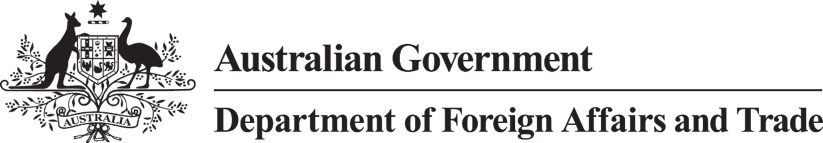 Australian Government
Department of Foreign Affairs and Trade
AUSTRALIA